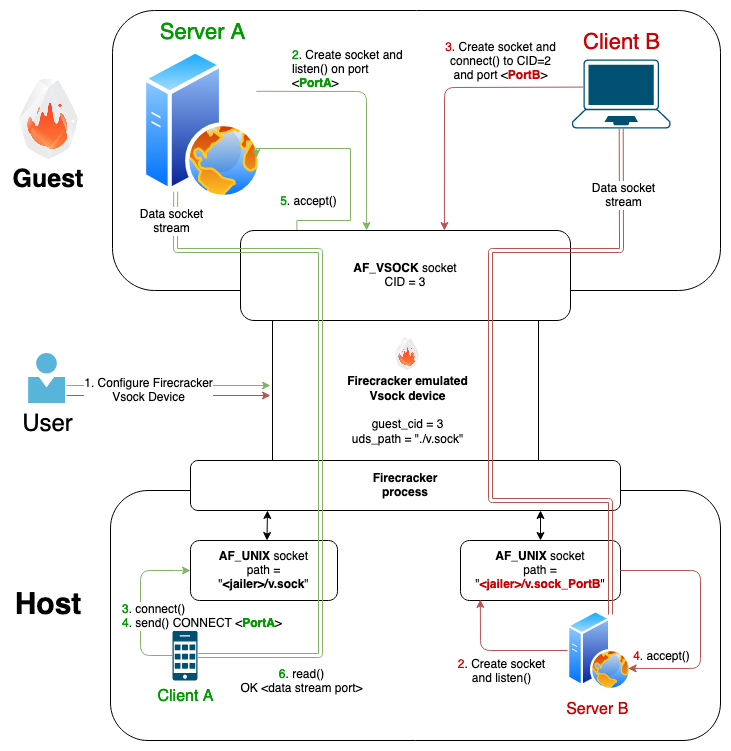 Server A
Client B
2. Create socket and
listen() on port
<PortA>
3. Create socket and
connect() to CID=2
and port <PortB>
Guest
5. accept()
Data socket
stream
Data socket
stream
AF_VSOCK socket
CID = 3
1. Configure Firecracker
Vsock Device
User
Firecracker emulated
Vsock device
guest_cid = 3
uds_path = "./v.sock"
Firecracker
process
Host
AF_UNIX socket
path =
"<jailer>/v.sock"
AF_UNIX socket
path =
"<jailer>/v.sock_PortB"
3. connect()
4. send() CONNECT <PortA>
Client A
6. read()
OK <data stream port>
2. Create socket
and listen()
4. accept()
Server B